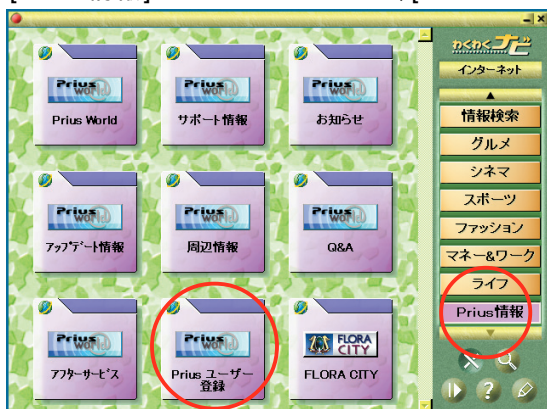 わくわくナビ
インターネット
Prius World
Prius World
サポート情報
Prius World
お知らせ
Prius World
アップデート情報
Prius World
周辺情報
Prius World
Q&A
Prius World
アフターサービス
Prius World
Prius ユーザー
登録
FLORA
CITY
FLORA CITY
情報検索
グルメ
シネマ
スポーツ
ファッション
マネー&ワーク
ライフ
Prius情報
?